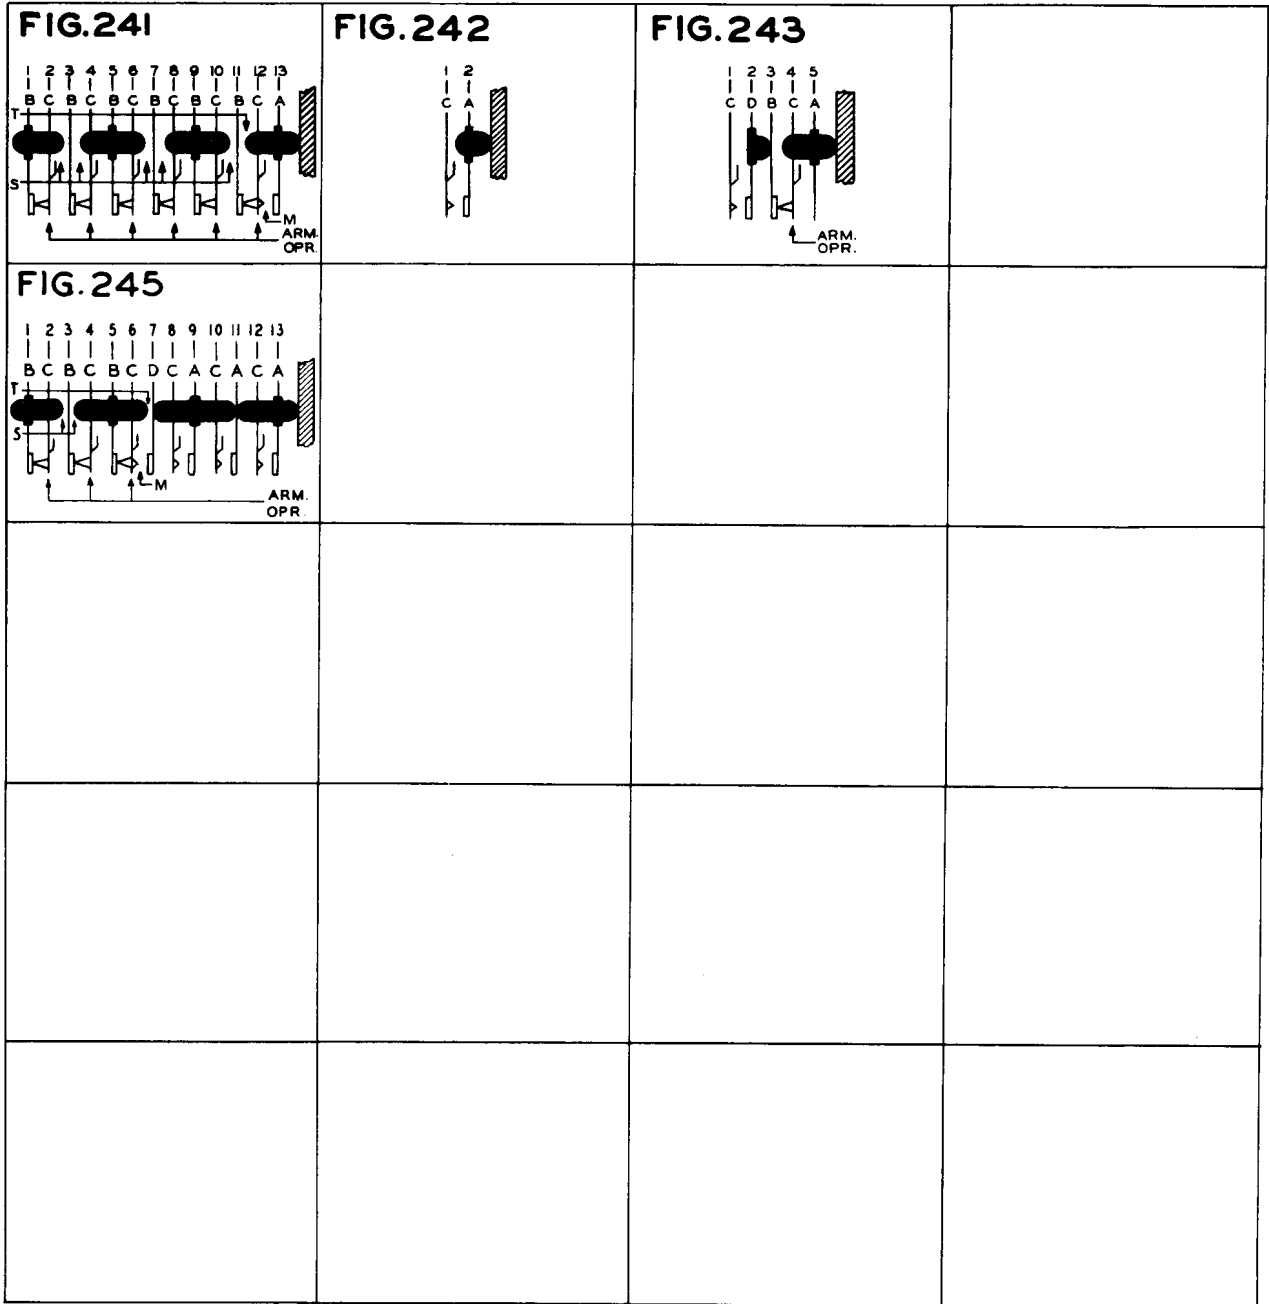 FIG.241
1 2 3 4 5 6 7 8 9 10 11 12 13
B C B C B C B C B C B C A
T
S
M
ARM.
OPR.
FIG.242
1 2
C A
FIG.243
1 2 3 4 5
C D B C A
ARM.
OPR.
FIG.245
1 2 3 4 5 6 7 8 9 10 11 12 13
B C B C B C D C A C A C A
T
S
M
ARM.
OPR.